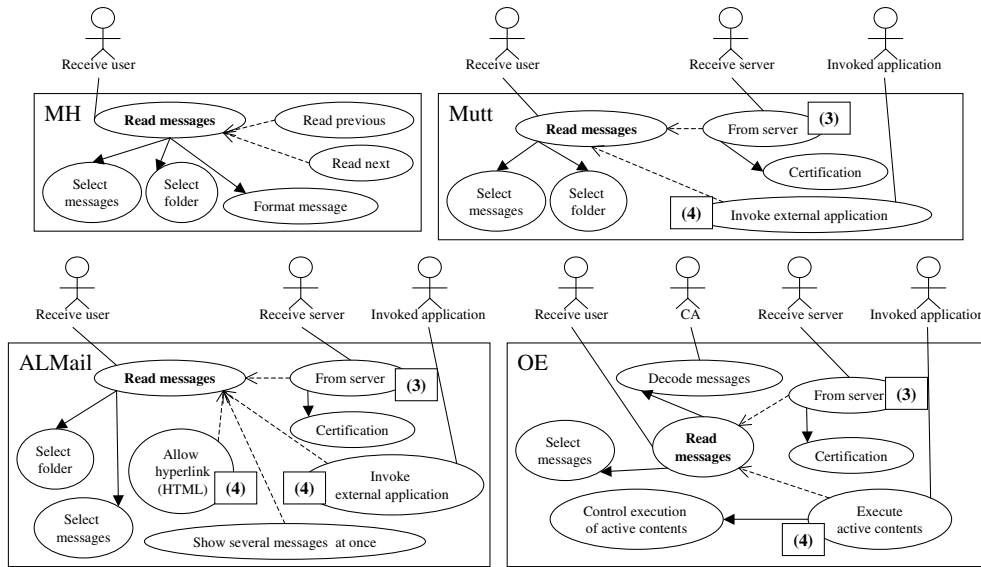 Receive user
MH
Read messages
Read previous
Read next
Select
messages
Select
folder
Format message
Receive user
Receive server
Invoked application
Mutt
Read messages
From server
(3)
Certification
Select
messages
Select
folder
(4)
Invoke external application
Receive user
Receive server
Invoked application
ALMail
Read messages
From server
(3)
Certification
Select
folder
Allow
hyperlink
(HTML)
(4)
(4)
Invoke
external application
Select
messages
Show several messages at once
Receive user
CA
Receive server
Invoked application
OE
Decode messages
From server
(3)
Select
messages
Read
messages
Certification
Control execution
of active contents
Execute
active contents
(4)